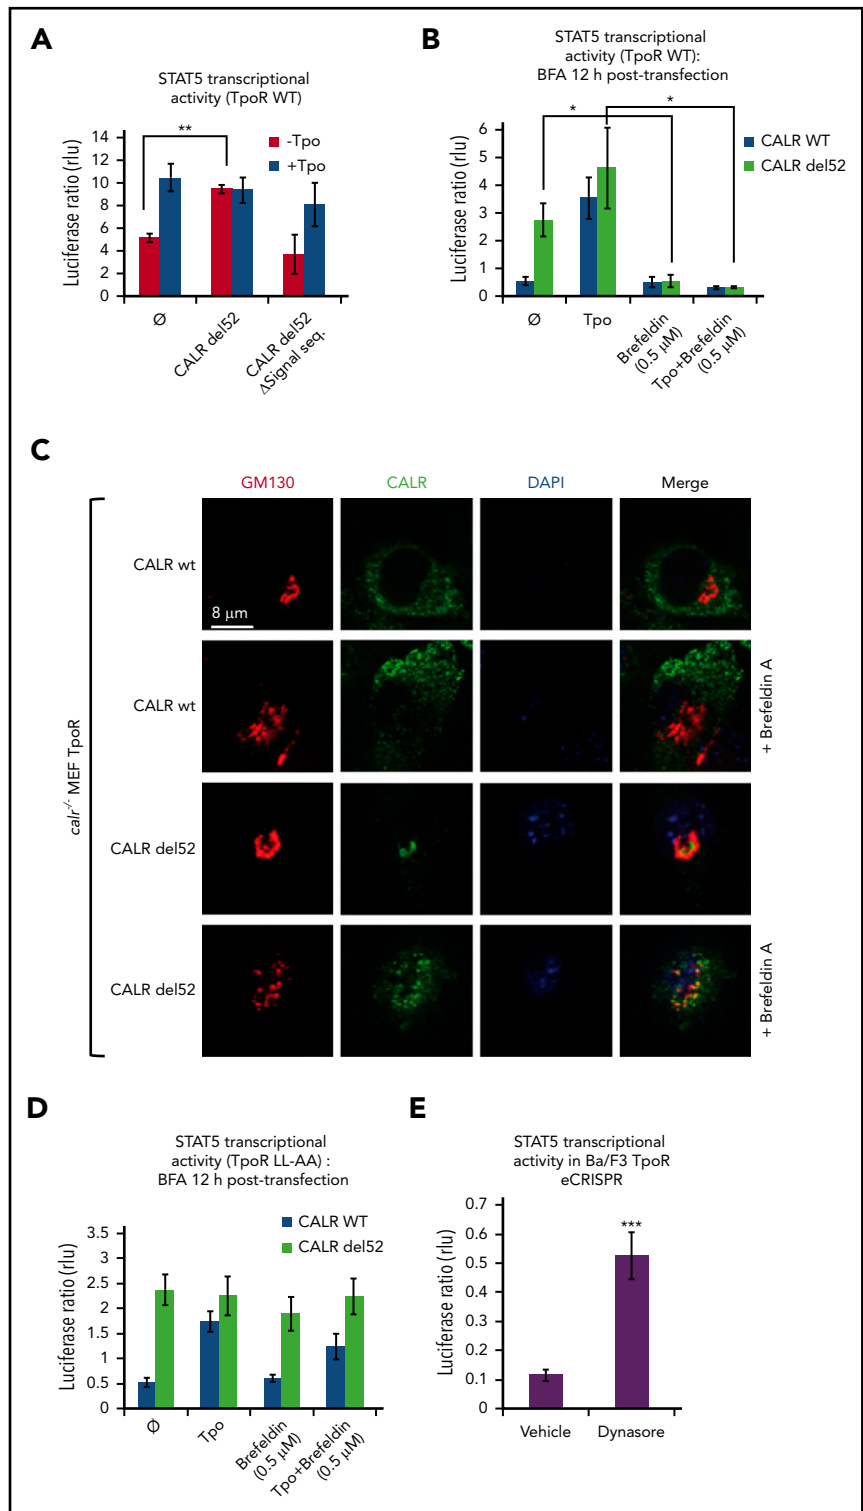 A
STAT5 transcriptional
activity (TpoR WT)
Luciferase ratio (rlu)
14
12
10
8
6
4
2
0
**
-Tpo
+Tpo
Ø
CALR del52
CALR del52
ΔSignal seq.
B
STAT5 transcriptional
activity (TpoR WT):
BFA 12 h post-transfection
Luciferase ratio (rlu)
6
5
4
3
2
1
0
*
*
CALR WT
CALR del52
Ø
Tpo
Brefeldin
(0.5 µM)
Tpo+Brefeldin
(0.5 µM)
C
GM130
CALR
DAPI
Merge
calr-/- MEF TpoR
CALR wt
8 µm
CALR wt
+ Brefeldin A
CALR del52
CALR del52
+ Brefeldin A
D
STAT5 transcriptional
activity (TpoR LL-AA) :
BFA 12 h post-transfection
Luciferase ratio (rlu)
3.5
3
2.5
2
1.5
1
0.5
0
CALR WT
CALR del52
Ø
Tpo
Brefeldin
(0.5 µM)
Tpo+Brefeldin
(0.5 µM)
E
STAT5 transcriptional
activity in Ba/F3 TpoR
eCRISPR
Luciferase ratio (rlu)
0.7
0.6
0.5
0.4
0.3
0.2
0.1
0
***
Vehicle
Dynasore